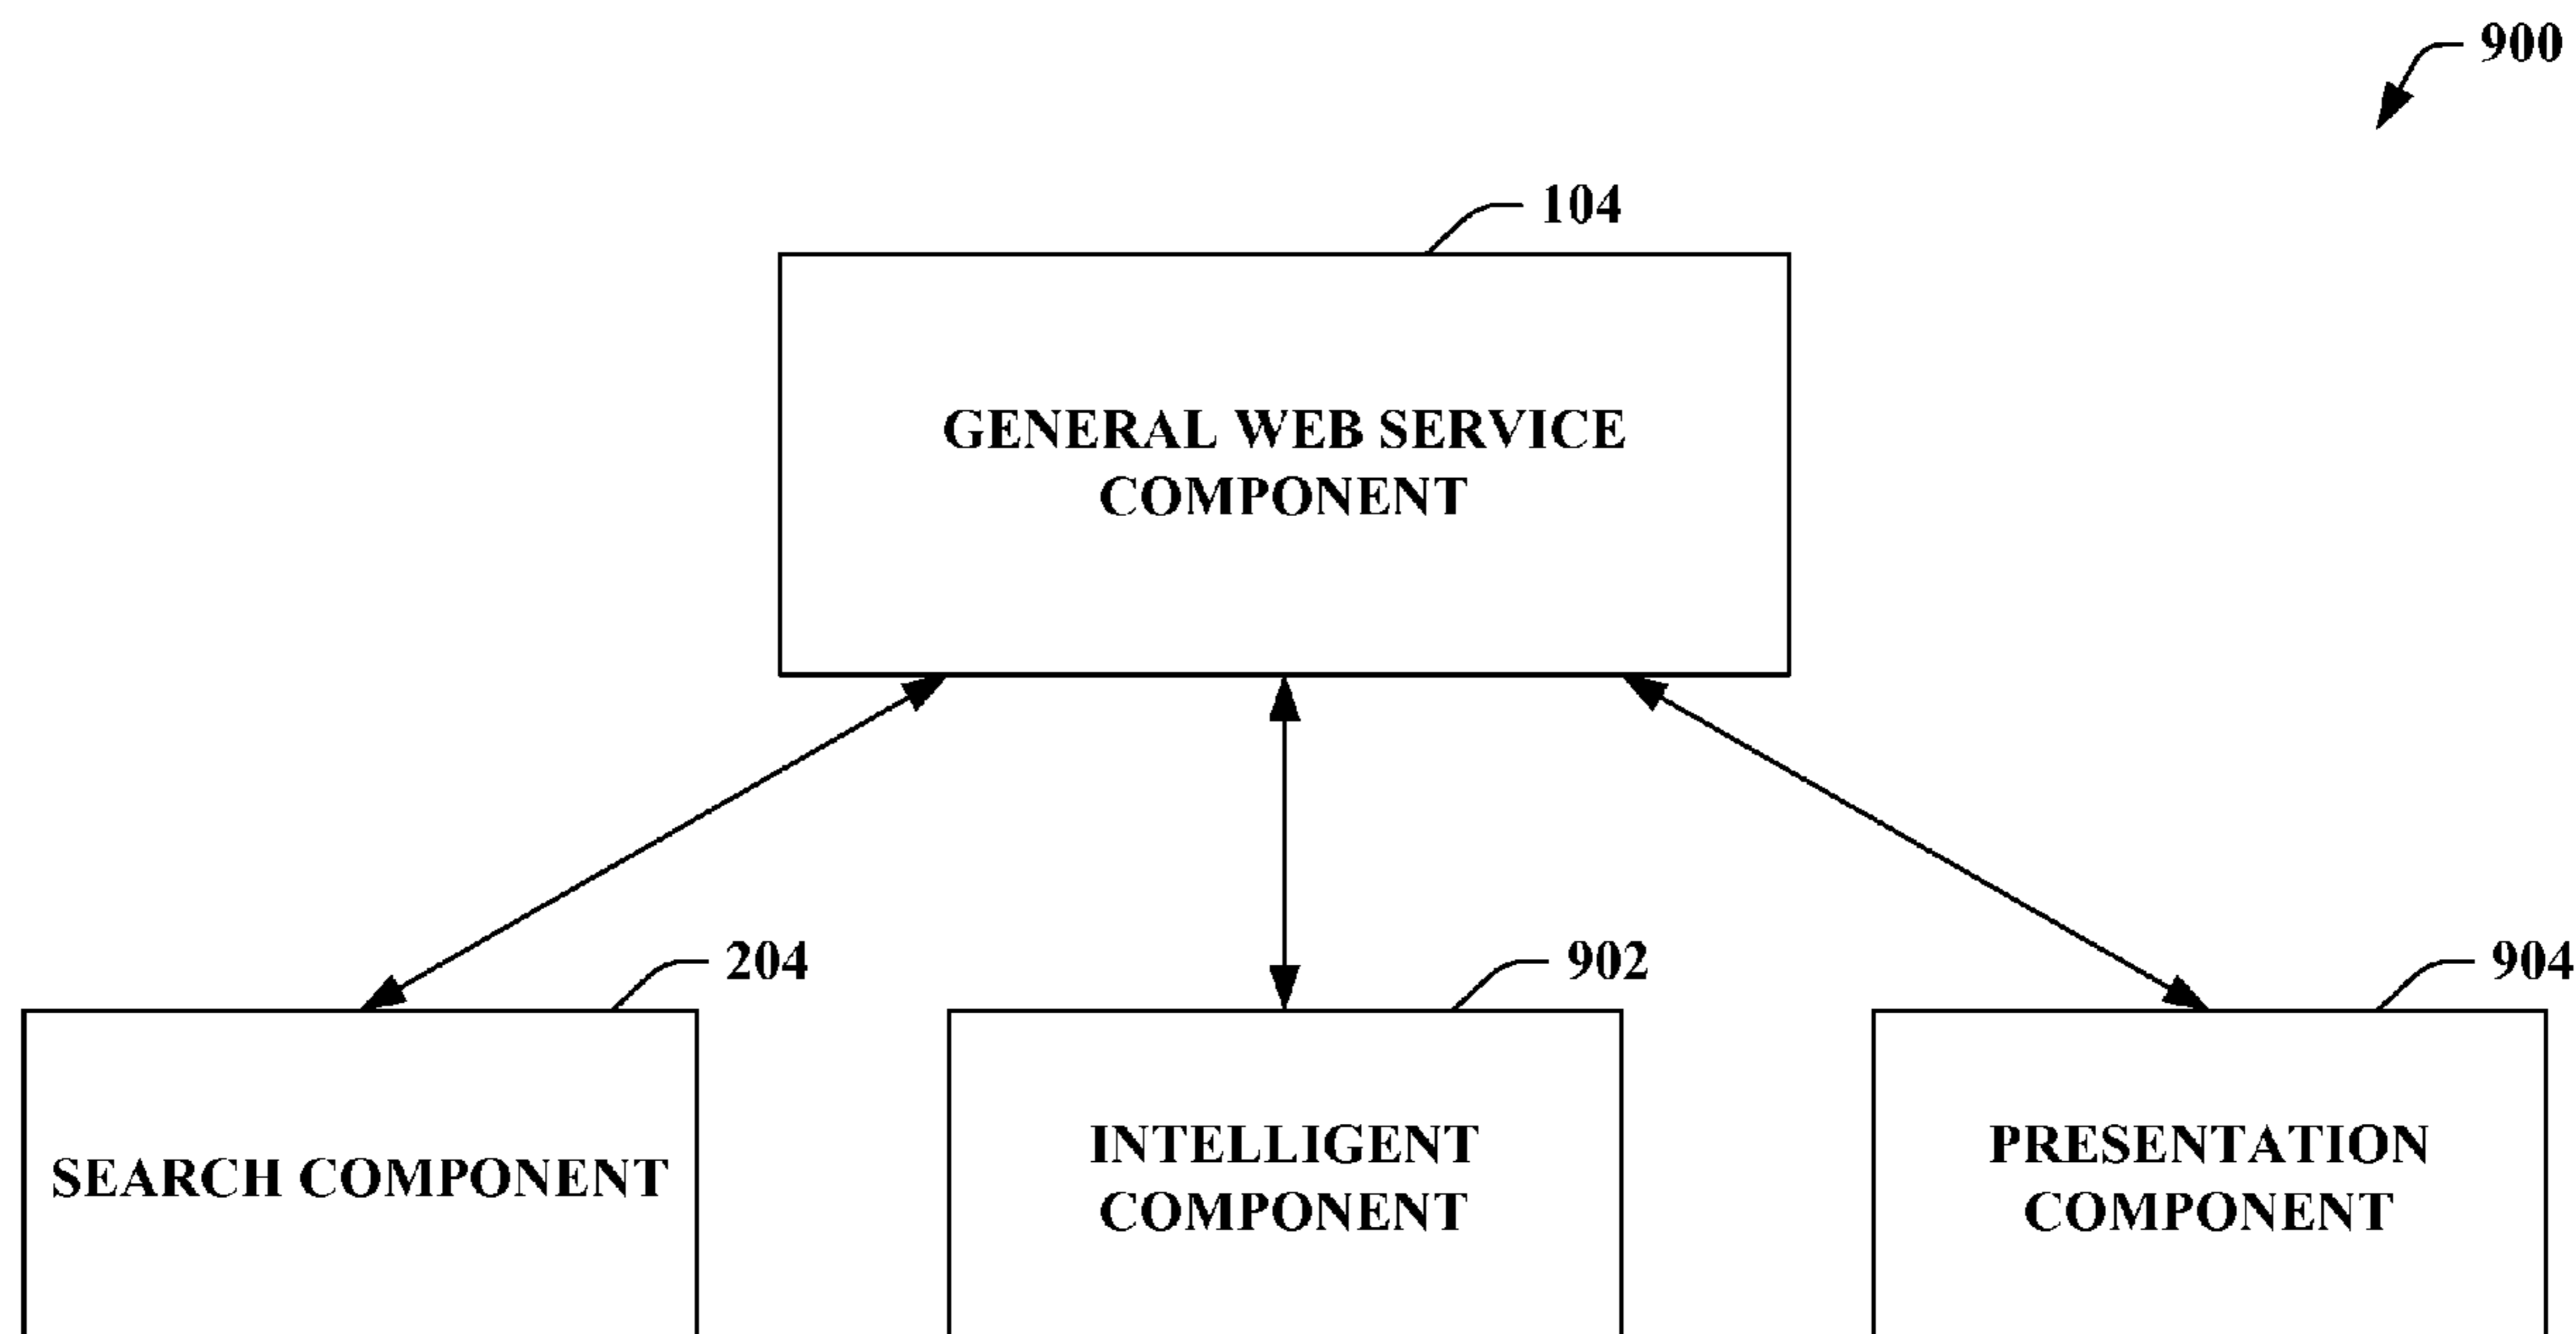 900
104
GENERAL WEB SERVICE
COMPONENT
204
902
904
SEARCH COMPONENT
INTELLIGENT
COMPONENT
PRESENTATION
COMPONENT